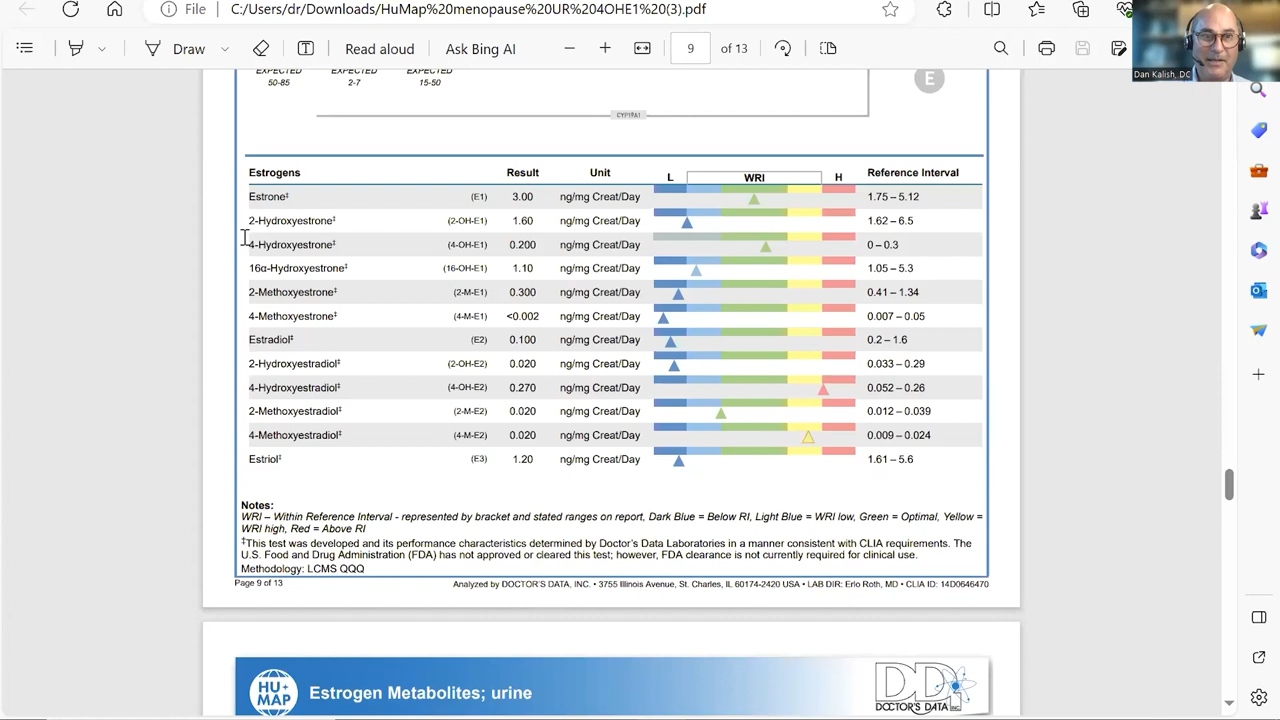 File C:/Users/dr/Downloads/HuMap%20menopause%20UR%204OHE1%20(3).pdf
Draw Read aloud Ask Bing AI 9 of 13
Dan Kalish, DC
EXPECTED EXPECTED EXPECTED
50-85 2-7 15-50
E
CYP19A1
Estrogens Result Unit L WRI H Reference Interval
Estrone‡ (E1) 3.00 ng/mg Creat/Day 1.75 – 5.12
2-Hydroxyestrone‡ (2-OH-E1) 1.60 ng/mg Creat/Day 1.62 – 6.5
4-Hydroxyestrone‡ (4-OH-E1) 0.200 ng/mg Creat/Day 0 – 0.3
16α-Hydroxyestrone‡ (16-OH-E1) 1.10 ng/mg Creat/Day 1.05 – 5.3
2-Methoxyestrone‡ (2-M-E1) 0.300 ng/mg Creat/Day 0.41 – 1.34
4-Methoxyestrone‡ (4-M-E1) <0.002 ng/mg Creat/Day 0.007 – 0.05
Estradiol‡ (E2) 0.100 ng/mg Creat/Day 0.2 – 1.6
2-Hydroxyestradiol‡ (2-OH-E2) 0.020 ng/mg Creat/Day 0.033 – 0.29
4-Hydroxyestradiol‡ (4-OH-E2) 0.270 ng/mg Creat/Day 0.052 – 0.26
2-Methoxyestradiol‡ (2-M-E2) 0.020 ng/mg Creat/Day 0.012 – 0.039
4-Methoxyestradiol‡ (4-M-E2) 0.020 ng/mg Creat/Day 0.009 – 0.024
Estriol‡ (E3) 1.20 ng/mg Creat/Day 1.61 – 5.6
Notes:
WRI – Within Reference Interval - represented by bracket and stated ranges on report, Dark Blue = Below RI, Light Blue = WRI low, Green = Optimal, Yellow =
WRI high, Red = Above RI
‡This test was developed and its performance characteristics determined by Doctor's Data Laboratories in a manner consistent with CLIA requirements. The
U.S. Food and Drug Administration (FDA) has not approved or cleared this test; however, FDA clearance is not currently required for clinical use.
Methodology: LCMS QQQ
Page 9 of 13 Analyzed by DOCTOR'S DATA, INC. • 3755 Illinois Avenue, St. Charles, IL 60174-2420 USA • LAB DIR: Erlo Roth, MD • CLIA ID: 14D0646470
HU
MAP
Estrogen Metabolites; urine
DDI
DOCTOR'S DATA INC.